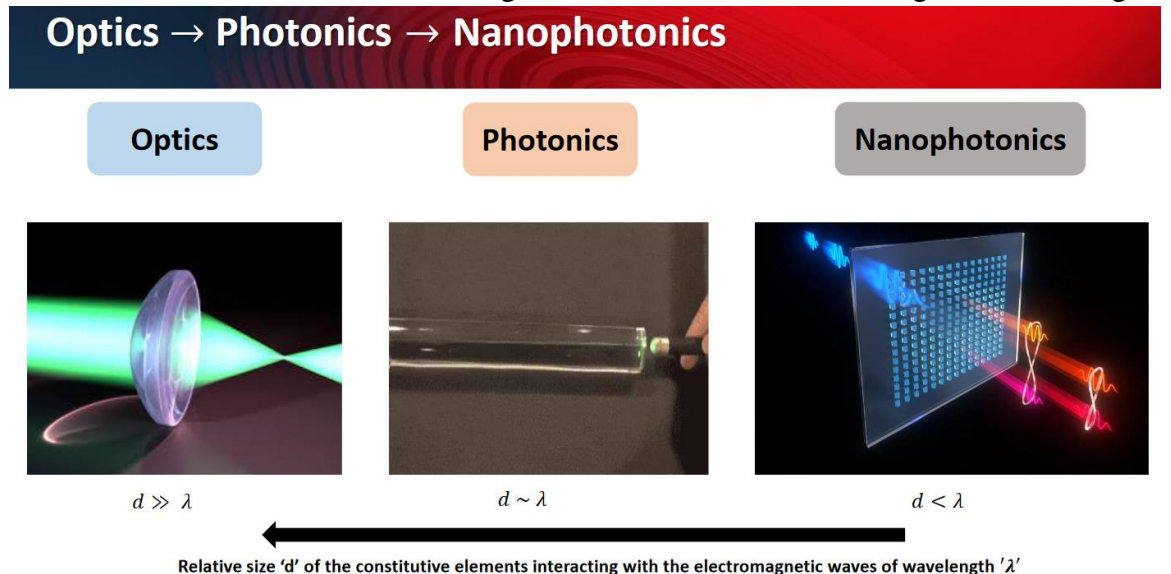 Optics → Photonics → Nanophotonics
Optics
Photonics
Nanophotonics
d ≫ λ
d ~ λ
d < λ
Relative size ‘d’ of the constitutive elements interacting with the electromagnetic waves of wavelength ′λ′